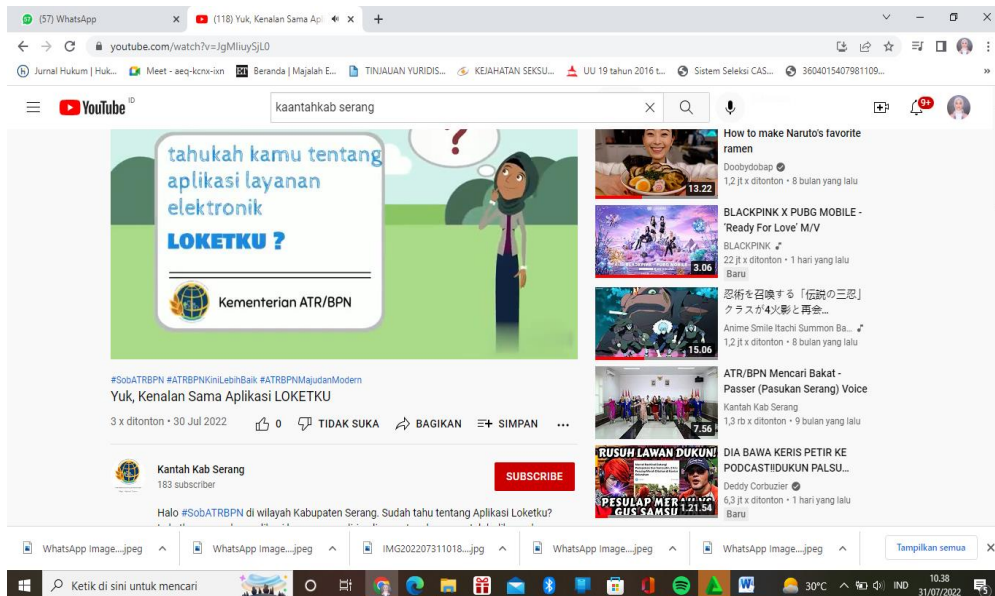 (57) WhatsApp
(118) Yuk, Kenalan Sama Apl
youtube.com/watch?v=JgMliuySjL0
Jurnal Hukum | Huk...
Meet - aeq-kcnx-ixn
Beranda | Majalah E...
TINJAUAN YURIDIS...
KEJAHATAN SEKSU...
UU 19 tahun 2016 t...
Sistem Seleksi CAS...
3604015407981109...
YouTube ID
kaantahkab serang
9+
tahukah kamu tentang
aplikasi layanan
elektronik
LOKETKU ?
Kementerian ATR/BPN
?
#SobATRBPN #ATRBPNKiniLebihBaik #ATRBPNMajudanModern
Yuk, Kenalan Sama Aplikasi LOKETKU
3 x ditonton • 30 Jul 2022
0
TIDAK SUKA
BAGIKAN
SIMPAN
Kantah Kab Serang
183 subscriber
SUBSCRIBE
Halo #SobATRBPN di wilayah Kabupaten Serang. Sudah tahu tentang Aplikasi Loketku?
How to make Naruto's favorite
ramen
Doobydobap
1,2 jt x ditonton • 8 bulan yang lalu
13.22
BLACKPINK X PUBG MOBILE -
'Ready For Love' M/V
BLACKPINK
22 jt x ditonton • 1 hari yang lalu
Baru
3.06
忍術を召喚する「伝説の三忍」
クラスが4火影と再会...
Anime Smile Itachi Summon Ba...
1,2 jt x ditonton • 8 bulan yang lalu
15.06
ATR/BPN Mencari Bakat -
Passer (Pasukan Serang) Voice
Kantah Kab Serang
1,3 rb x ditonton • 9 bulan yang lalu
7.56
RUSUH LAWAN DUKUN!
PESULAP MERAH VS
GUS SAMSU
1.21.54
DIA BAWA KERIS PETIR KE
PODCAST!!DUKUN PALSU...
Deddy Corbuzier
6,3 jt x ditonton • 1 hari yang lalu
Baru
WhatsApp Image....jpeg
WhatsApp Image....jpeg
IMG202207311018....jpg
WhatsApp Image....jpeg
WhatsApp Image....jpeg
Tampilkan semua
Ketik di sini untuk mencari
30°C
IND
10.38
31/07/2022
5